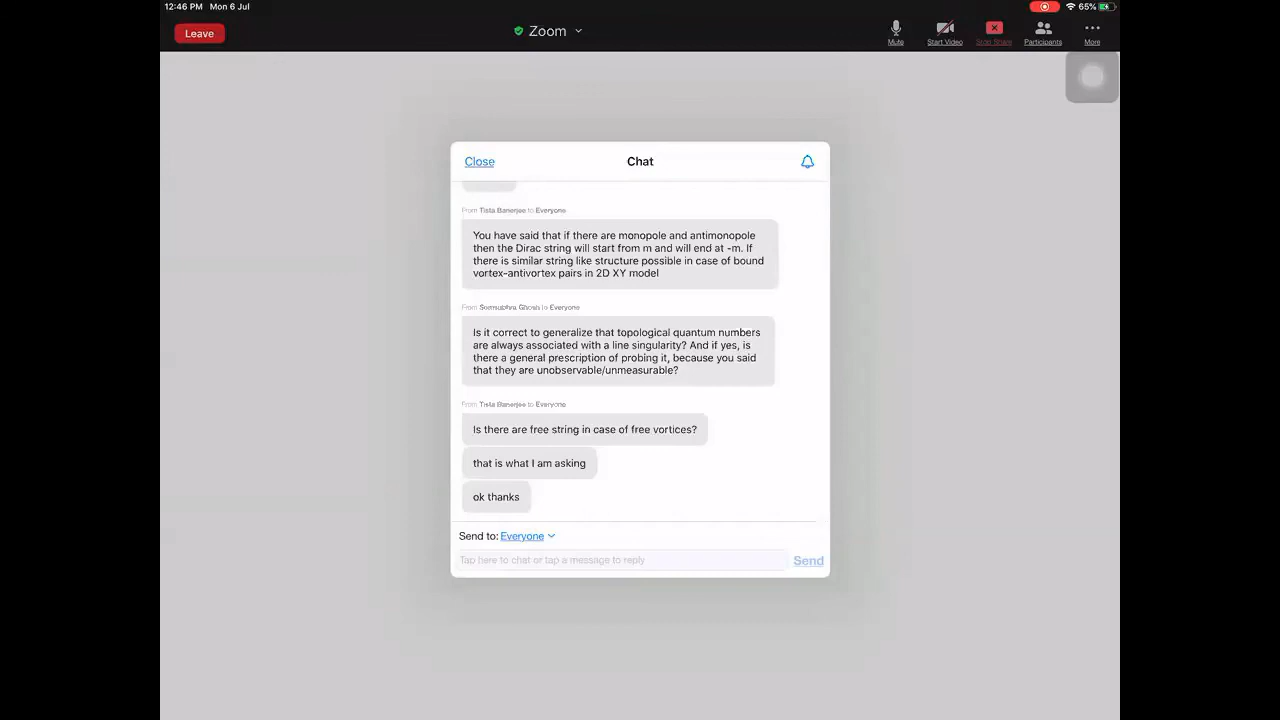 12:46 PM Mon 6 Jul
65%
Leave
Zoom
Mute
Start Video
Stop Share
Participants
More
Close
Chat
From Tista Banerjee to Everyone
You have said that if there are monopole and antimonopole
then the Dirac string will start from m and will end at -m. If
there is similar string like structure possible in case of bound
vortex-antivortex pairs in 2D XY model
From Somsubhra Ghosh to Everyone
Is it correct to generalize that topological quantum numbers
are always associated with a line singularity? And if yes, is
there a general prescription of probing it, because you said
that they are unobservable/unmeasurable?
From Tista Banerjee to Everyone
Is there are free string in case of free vortices?
that is what I am asking
ok thanks
Send to: Everyone
Tap here to chat or tap a message to reply
Send